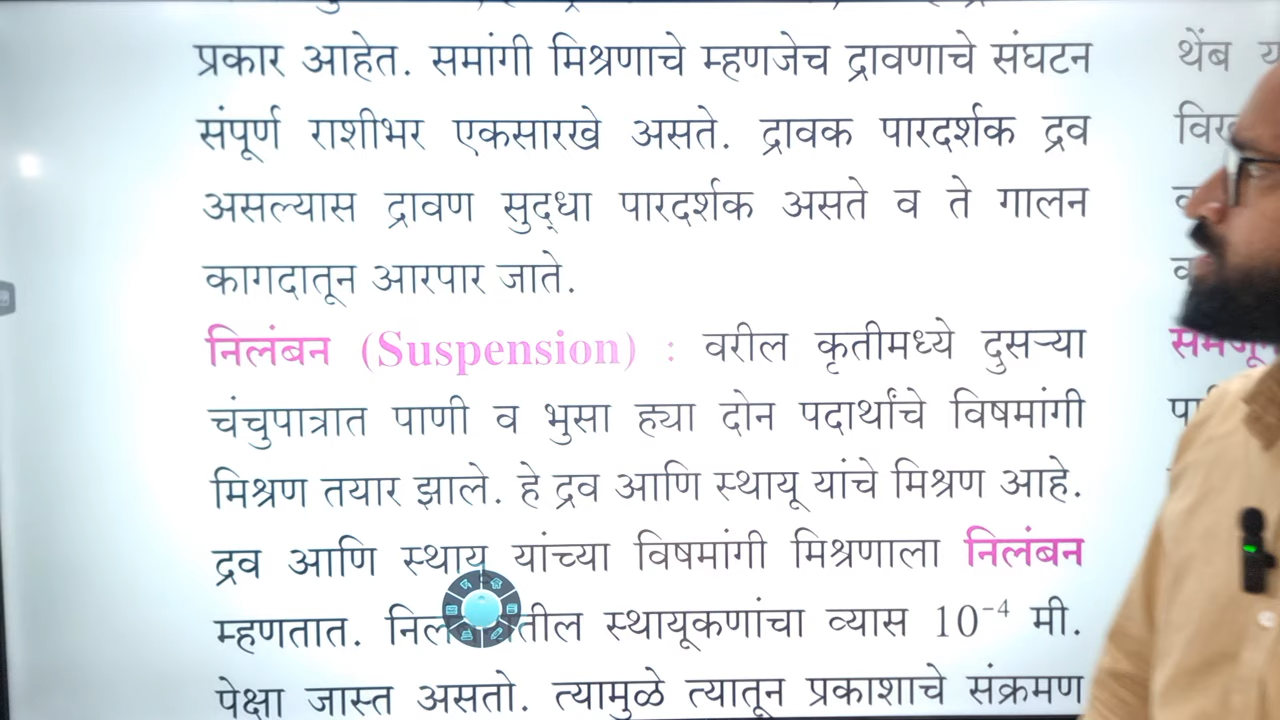 प्रकार आहेत. समांगी मिश्रणाचे म्हणजेच द्रावणाचे संघटन
संपूर्ण राशीभर एकसारखे असते. द्रावक पारदर्शक द्रव
असल्यास द्रावण सुद्धा पारदर्शक असते व ते गालन
कागदातून आरपार जाते.
निलंबन (Suspension) : वरील कृतीमध्ये दुसऱ्या
चंचुपात्रात पाणी व भुसा ह्या दोन पदार्थांचे विषमांगी
मिश्रण तयार झाले. हे द्रव आणि स्थायू यांचे मिश्रण आहे.
द्रव आणि स्थायू यांच्या विषमांगी मिश्रणाला निलंबन
म्हणतात. स्थायूकणांचा व्यास 10⁻⁴ मी.
पेक्षा जास्त असतो. त्यामुळे त्यातून प्रकाशाचे संक्रमण
थेंब